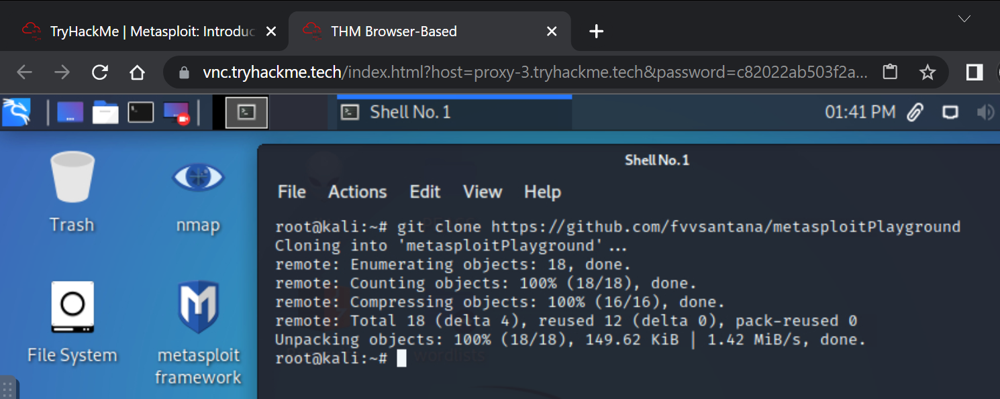 TryHackMe | Metasploit: Introduc
THM Browser-Based
vnc.tryhackme.tech/index.html?host=proxy-3.tryhackme.tech&password=c82022ab503f2a...
Shell No. 1
01:41 PM
Trash
nmap
File System
metasploit
framework
Shell No. 1
File Actions Edit View Help
root@kali:~# git clone https://github.com/fvvsantana/metasploitPlayground
Cloning into 'metasploitPlayground'...
remote: Enumerating objects: 18, done.
remote: Counting objects: 100% (18/18), done.
remote: Compressing objects: 100% (16/16), done.
remote: Total 18 (delta 4), reused 12 (delta 0), pack-reused 0
Unpacking objects: 100% (18/18), 149.62 KiB | 1.42 MiB/s, done.
root@kali:~#
wordlists